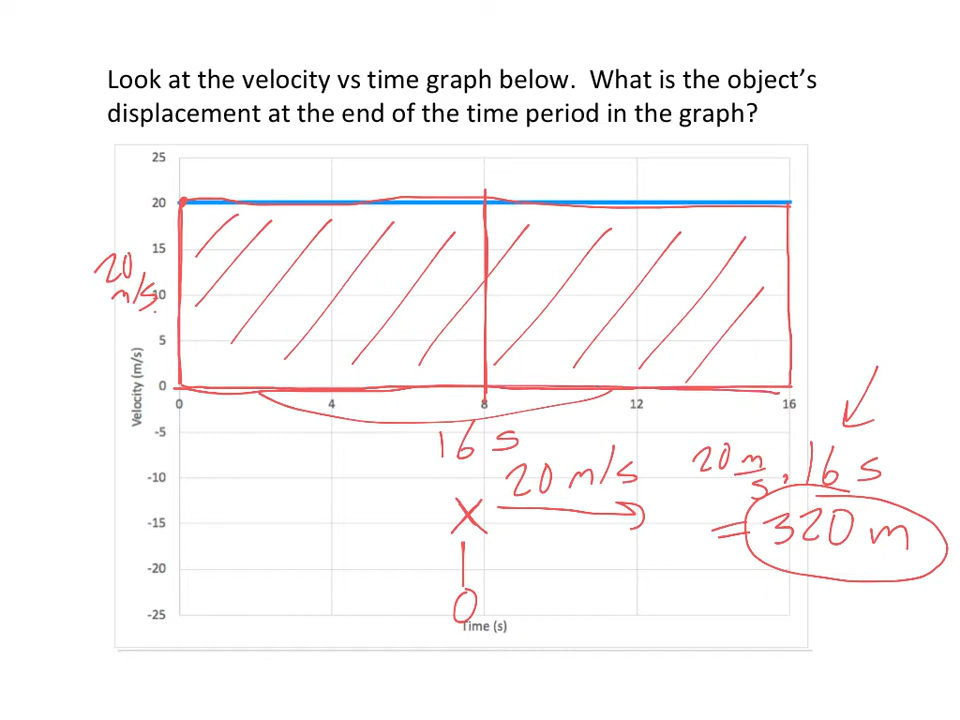 Look at the velocity vs time graph below. What is the object's
displacement at the end of the time period in the graph?
25
20
15
10
5
0
-5
-10
-15
-20
-25
Velocity (m/s)
0 4 8 12 16
Time (s)
20
m/s
16 s
20 m/s
X
0
20 m/s · 16 s
= 320 m